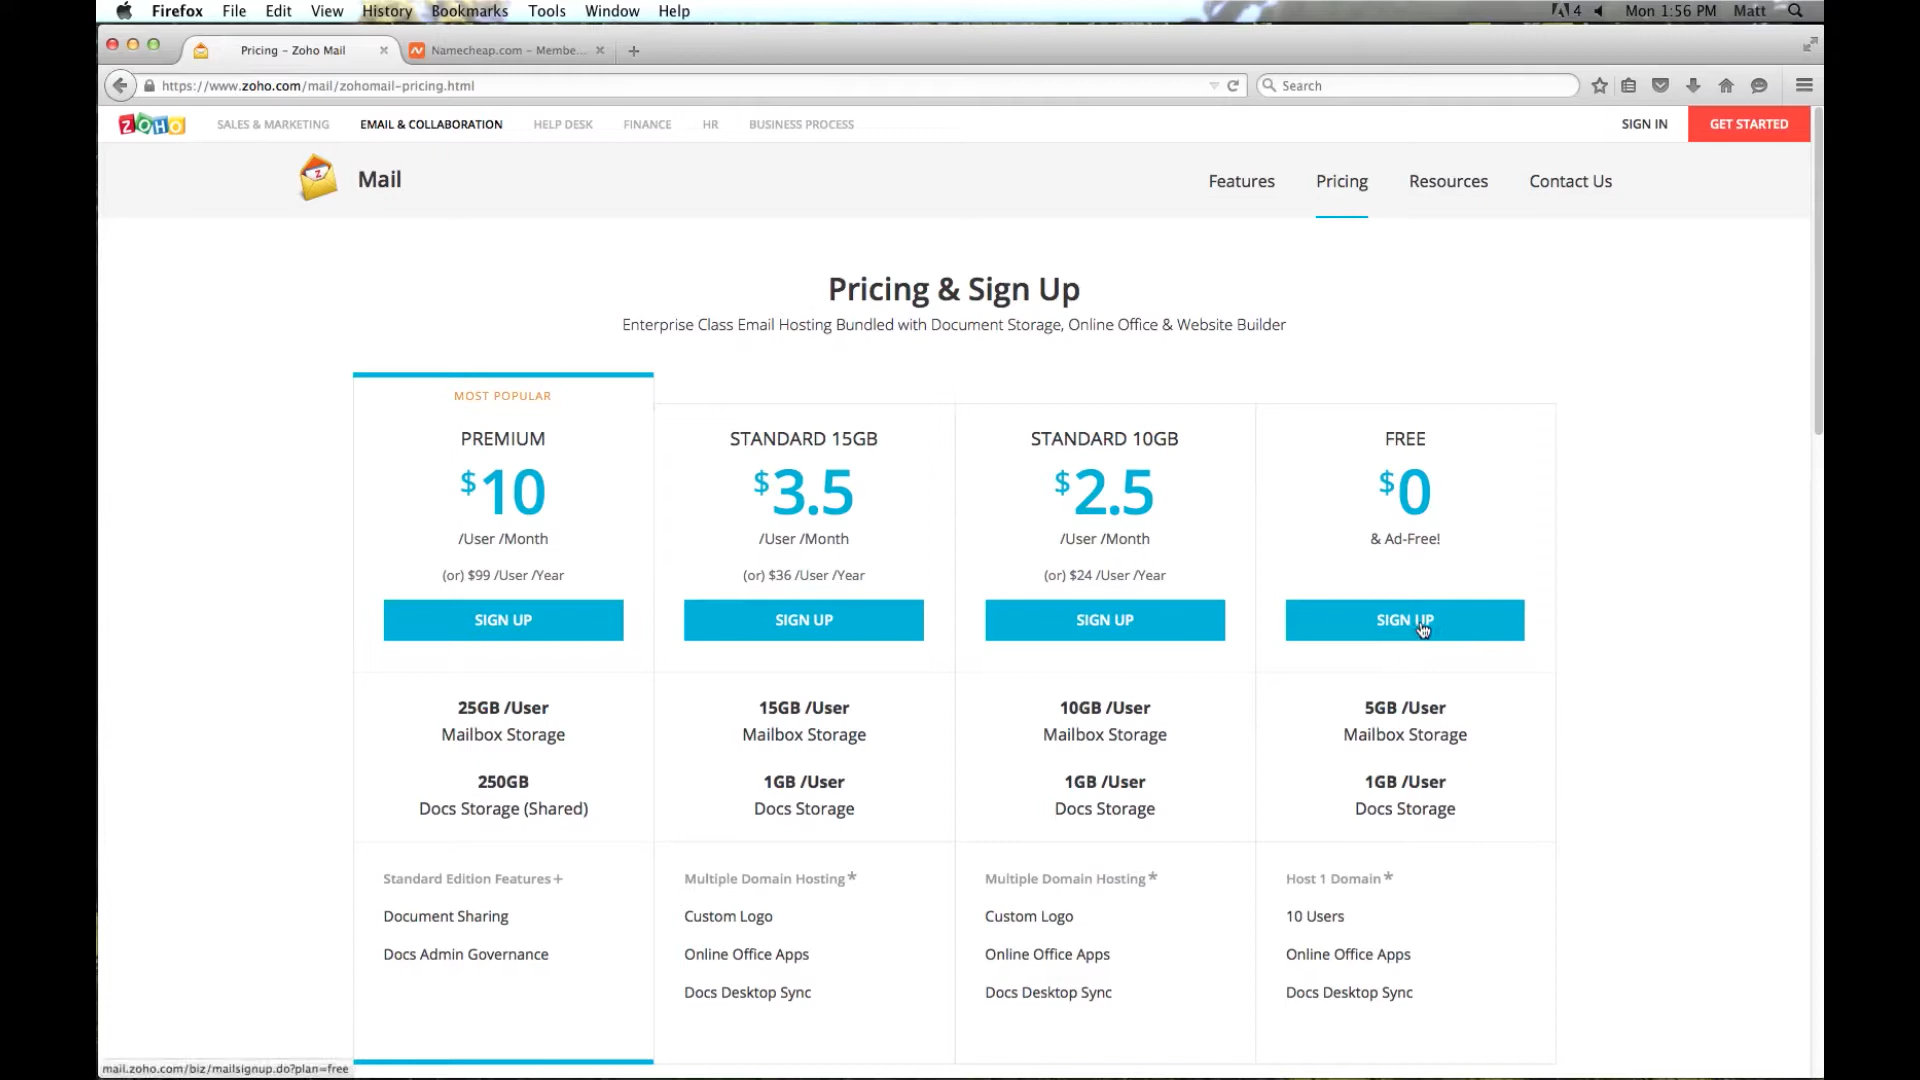 Firefox File Edit View History Bookmarks Tools Window Help
4 Mon 1:56 PM Matt
Pricing – Zoho Mail
Namecheap.com – Membe...
https://www.zoho.com/mail/zohomail-pricing.html
Search
ZOHO SALES & MARKETING EMAIL & COLLABORATION HELP DESK FINANCE HR BUSINESS PROCESS SIGN IN GET STARTED
Mail Features Pricing Resources Contact Us
Pricing & Sign Up
Enterprise Class Email Hosting Bundled with Document Storage, Online Office & Website Builder
MOST POPULAR
PREMIUM
$10
/User /Month
(or) $99 /User /Year
SIGN UP
25GB /User
Mailbox Storage
250GB
Docs Storage (Shared)
Standard Edition Features+
Document Sharing
Docs Admin Governance
STANDARD 15GB
$3.5
/User /Month
(or) $36 /User /Year
SIGN UP
15GB /User
Mailbox Storage
1GB /User
Docs Storage
Multiple Domain Hosting*
Custom Logo
Online Office Apps
Docs Desktop Sync
STANDARD 10GB
$2.5
/User /Month
(or) $24 /User /Year
SIGN UP
10GB /User
Mailbox Storage
1GB /User
Docs Storage
Multiple Domain Hosting*
Custom Logo
Online Office Apps
Docs Desktop Sync
FREE
$0
& Ad-Free!
SIGN UP
5GB /User
Mailbox Storage
1GB /User
Docs Storage
Host 1 Domain*
10 Users
Online Office Apps
Docs Desktop Sync
mail.zoho.com/biz/mailsignup.do?plan=free